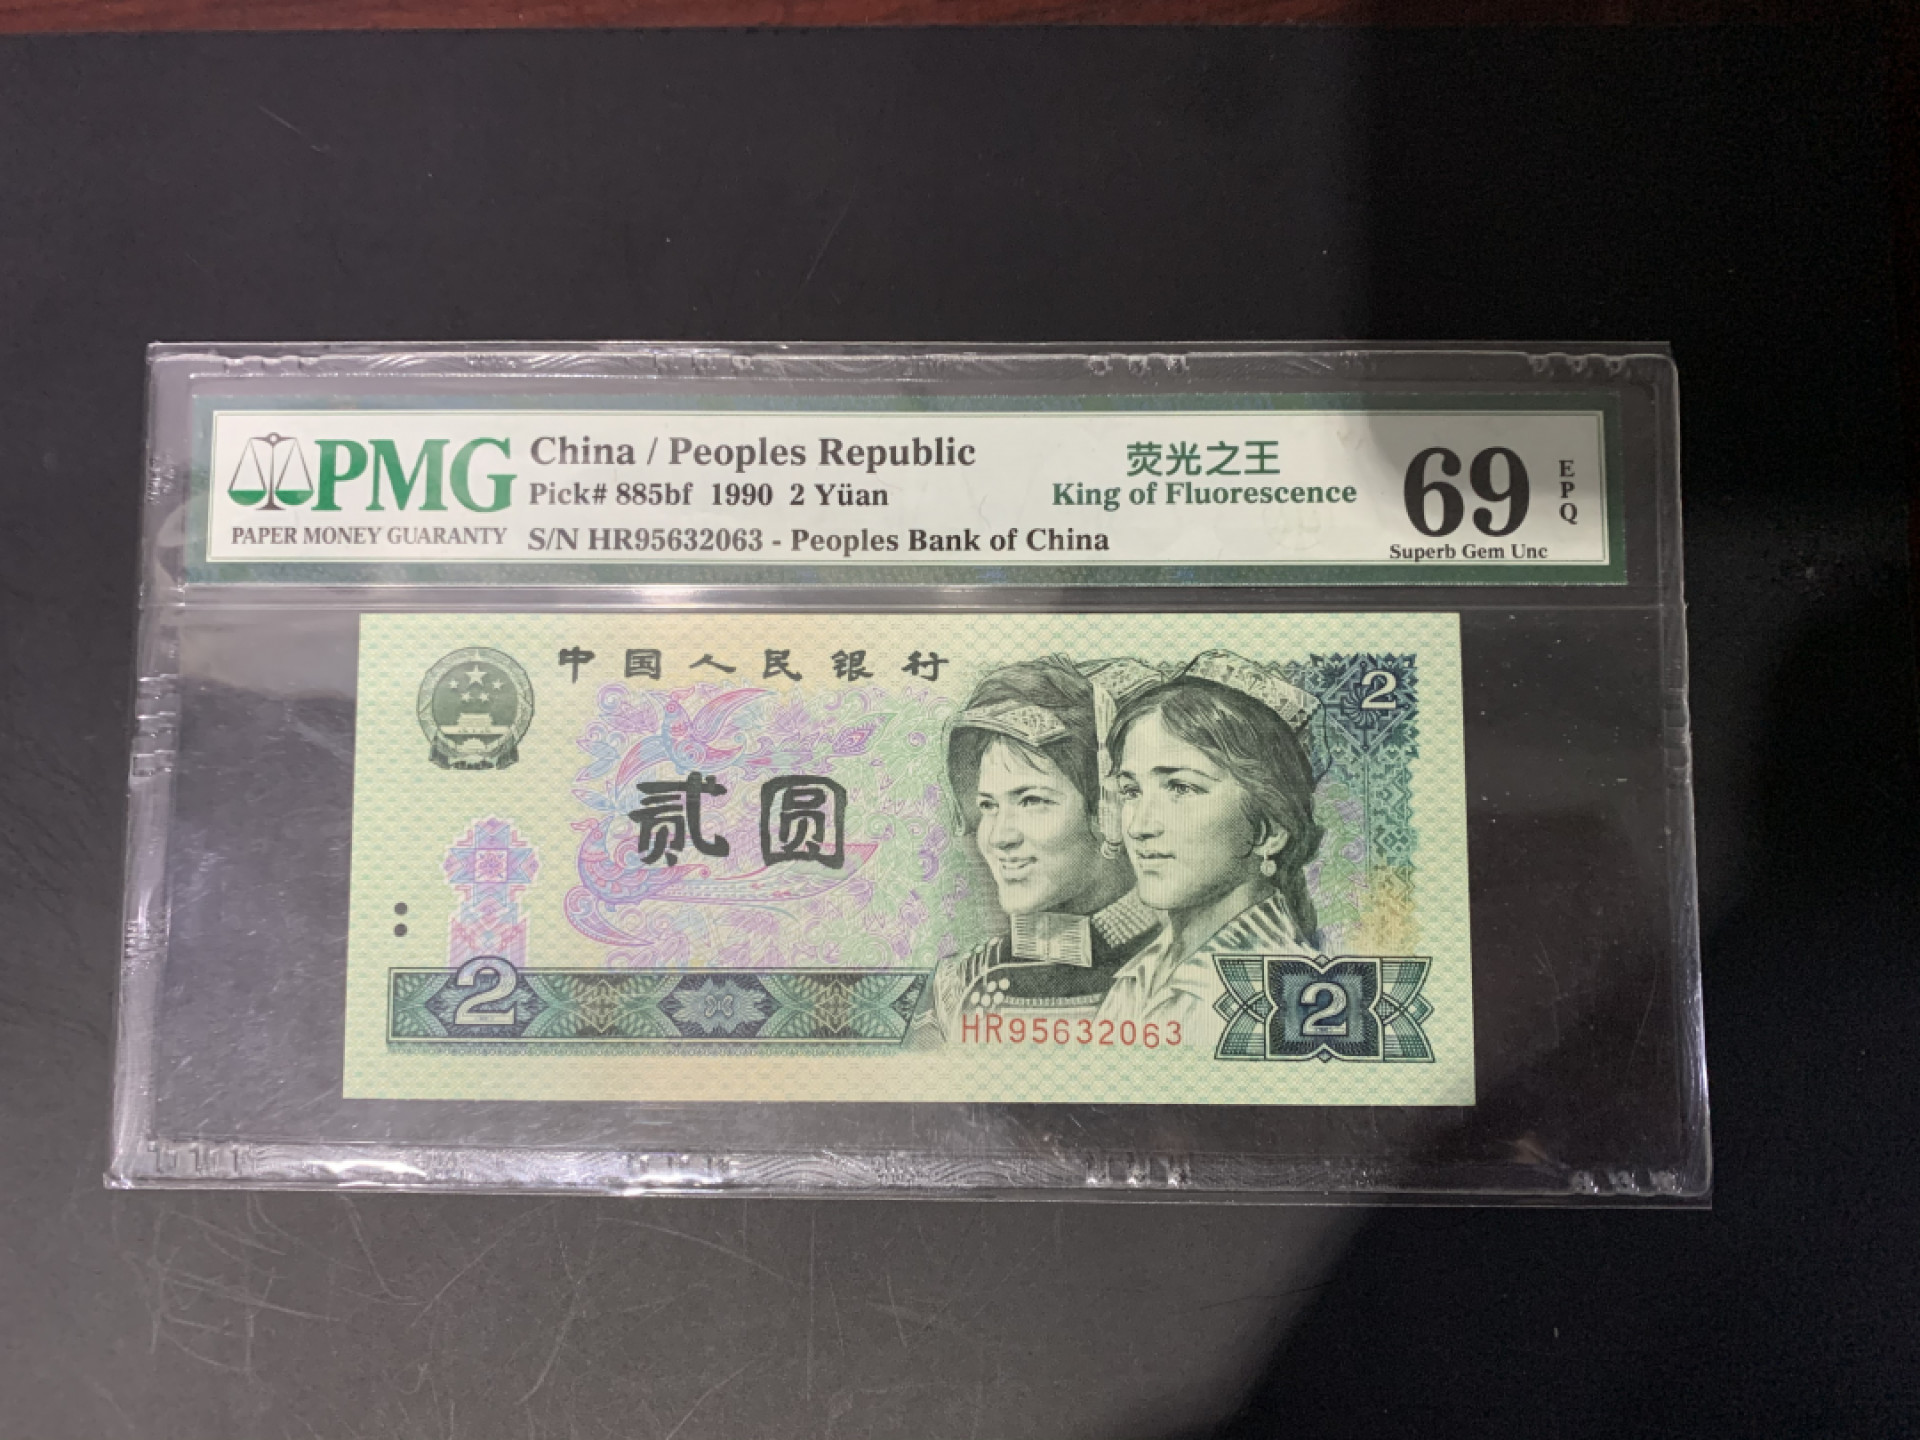 PMG
PAPER MONEY GUARANTY
China / Peoples Republic
Pick# 885bf 1990 2 Yüan
S/N HR95632063 - Peoples Bank of China
荧光之王
King of Fluorescence
69
EPQ
Superb Gem Unc
中国人民银行
2
贰圆
2
HR95632063
2